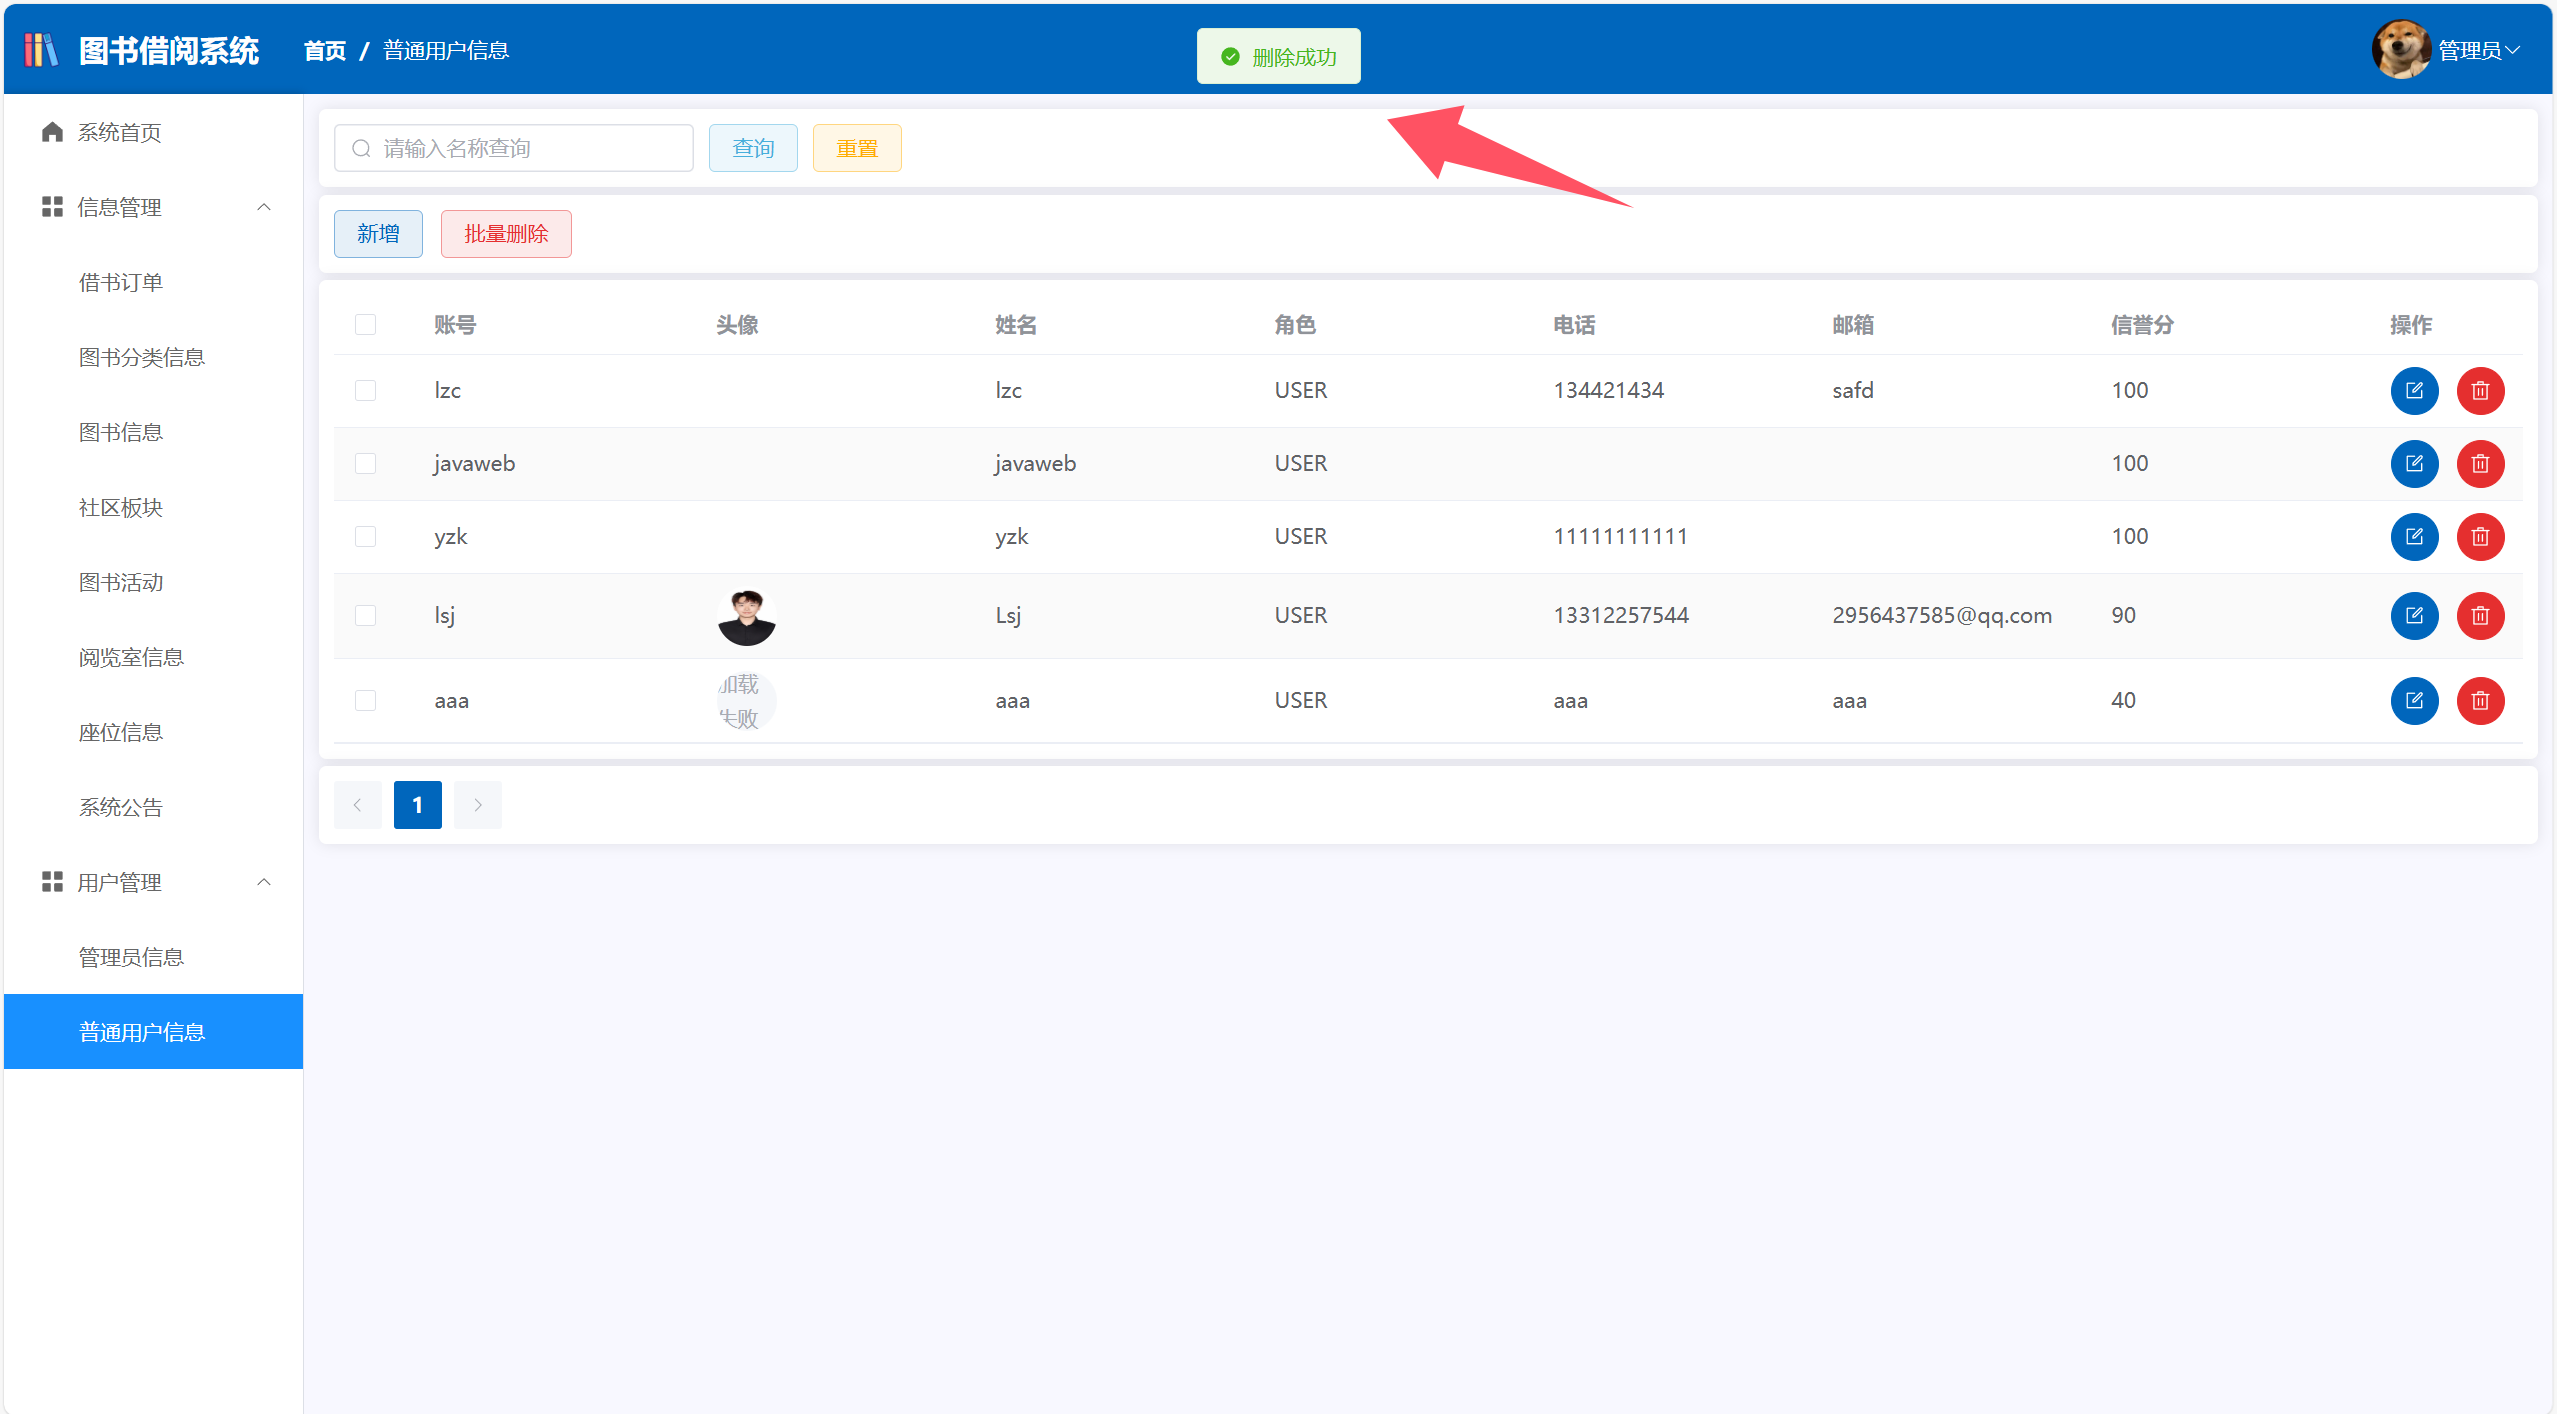 图书借阅系统
首页 / 普通用户信息
删除成功
管理员
系统首页
信息管理
借书订单
图书分类信息
图书信息
社区板块
图书活动
阅览室信息
座位信息
系统公告
用户管理
管理员信息
普通用户信息
请输入名称查询 查询 重置
新增 批量删除
账号 头像 姓名 角色 电话 邮箱 信誉分 操作
lzc lzc USER 134421434 safd 100
javaweb javaweb USER 100
yzk yzk USER 11111111111 100
lsj Lsj USER 13312257544 2956437585@qq.com 90
aaa 加载失败 aaa USER aaa aaa 40
1